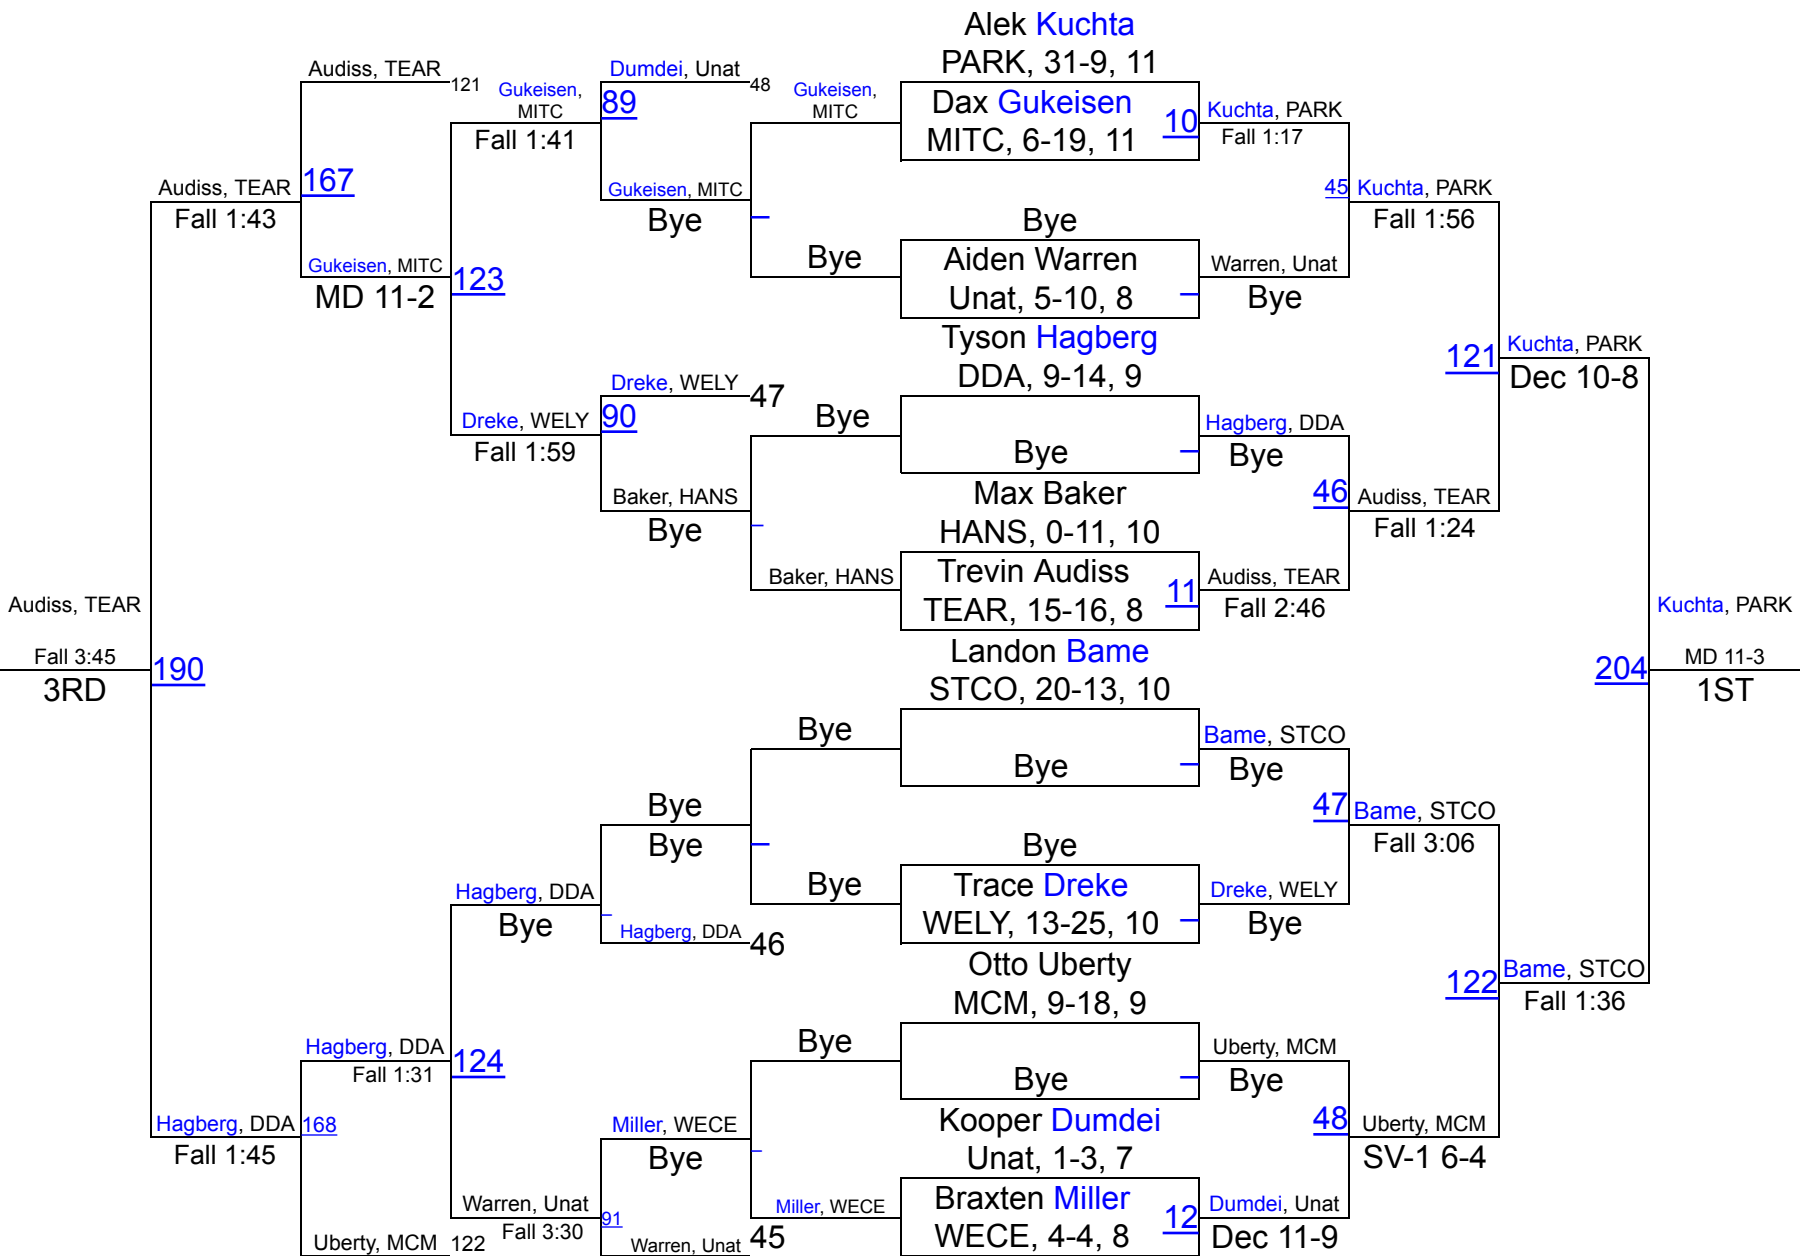 Alek Kuchta
PARK, 31-9, 11
Audiss, TEAR
121
Gukeisen,
MITC
Fall 1:41
Dumdei, Unat
48
89
Gukeisen,
MITC
Dax Gukeisen
MITC, 6-19, 11
10
Kuchta, PARK
Fall 1:17
Audiss, TEAR
167
Fall 1:43
Gukeisen, MITC
Bye
45
Kuchta, PARK
Fall 1:56
Gukeisen, MITC
MD 11-2
123
Bye
Bye
Aiden Warren
Unat, 5-10, 8
Warren, Unat
Bye
Tyson Hagberg
DDA, 9-14, 9
121
Kuchta, PARK
Dec 10-8
Dreke, WELY
47
Dreke, WELY
90
Fall 1:59
Bye
Bye
Hagberg, DDA
Bye
Baker, HANS
Bye
Max Baker
HANS, 0-11, 10
46
Audiss, TEAR
Fall 1:24
Baker, HANS
Trevin Audiss
TEAR, 15-16, 8
11
Audiss, TEAR
Fall 2:46
Audiss, TEAR
Fall 3:45
3RD
190
Landon Bame
STCO, 20-13, 10
Kuchta, PARK
204
MD 11-3
1ST
Bye
Bye
Bame, STCO
Bye
Bye
Bye
47
Bame, STCO
Fall 3:06
Hagberg, DDA
Bye
Hagberg, DDA
46
Bye
Bye
Trace Dreke
WELY, 13-25, 10
Dreke, WELY
Bye
Otto Uberty
MCM, 9-18, 9
122
Bame, STCO
Fall 1:36
Hagberg, DDA
Fall 1:31
124
Bye
Bye
Uberty, MCM
Bye
Hagberg, DDA
168
Fall 1:45
Miller, WECE
Bye
Kooper Dumdei
Unat, 1-3, 7
48
Uberty, MCM
SV-1 6-4
Uberty, MCM
122
Warren, Unat
Fall 3:30
91
Warren, Unat
45
Miller, WECE
Braxten Miller
WECE, 4-4, 8
12
Dumdei, Unat
Dec 11-9